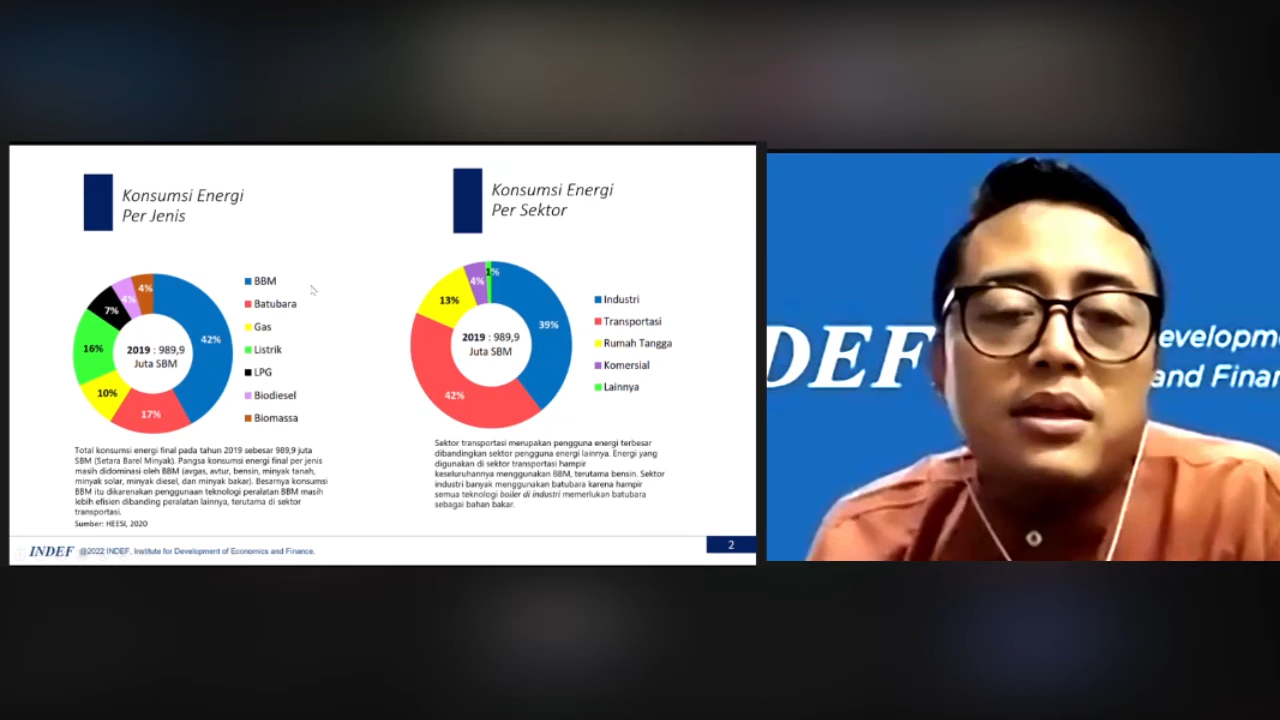 Konsumsi Energi
Per Jenis
4%
4%
7%
16%
10%
17%
42%
2019 : 989,9
Juta SBM
BBM
Batubara
Gas
Listrik
LPG
Biodiesel
Biomassa
Total konsumsi energi final pada tahun 2019 sebesar 989,9 juta
SBM (Setara Barel Minyak). Pangsa konsumsi energi final per jenis
masih didominasi oleh BBM (avgas, avtur, bensin, minyak tanah,
minyak solar, minyak diesel, dan minyak bakar). Besarnya konsumsi
BBM itu dikarenakan penggunaan teknologi peralatan BBM masih
lebih efisien dibanding peralatan lainnya, terutama di sektor
transportasi.
Sumber: HEESI, 2020
Konsumsi Energi
Per Sektor
4%
1%
13%
39%
42%
2019 : 989,9
Juta SBM
Industri
Transportasi
Rumah Tangga
Komersial
Lainnya
Sektor transportasi merupakan pengguna energi terbesar
dibandingkan sektor pengguna energi lainnya. Energi yang
digunakan di sektor transportasi hampir
keseluruhannya menggunakan BBM, terutama bensin. Sektor
industri banyak menggunakan batubara karena hampir
semua teknologi boiler di industri memerlukan batubara
sebagai bahan bakar.
INDEF @2022 INDEF. Institute for Development of Economics and Finance.
2
DEF
evelopm
and Finan